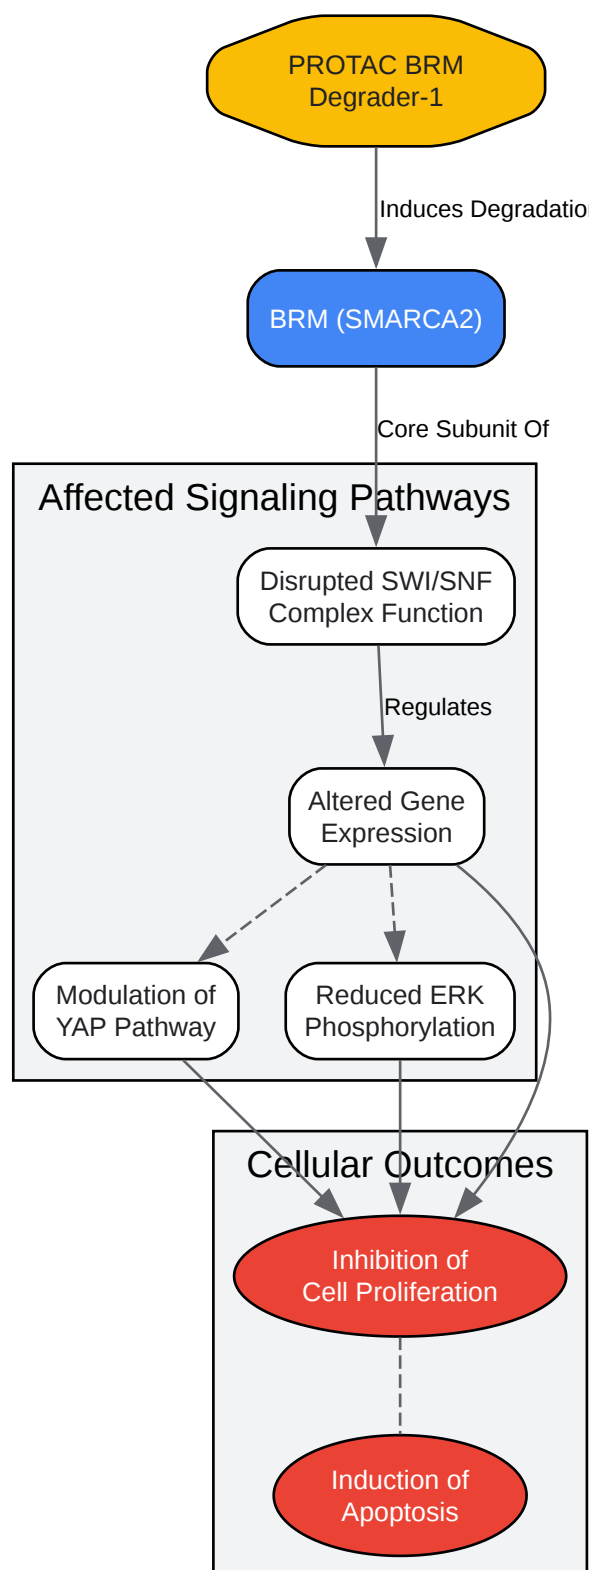 PROTAC BRM
Degrader-1
Induces Degradation
BRM (SMARCA2)
Core Subunit Of
Affected Signaling Pathways
Disrupted SWI/SNF
Complex Function
Regulates
Altered Gene
Expression
Modulation of
YAP Pathway
Reduced ERK
Phosphorylation
Cellular Outcomes
Inhibition of
Cell Proliferation
Induction of
Apoptosis